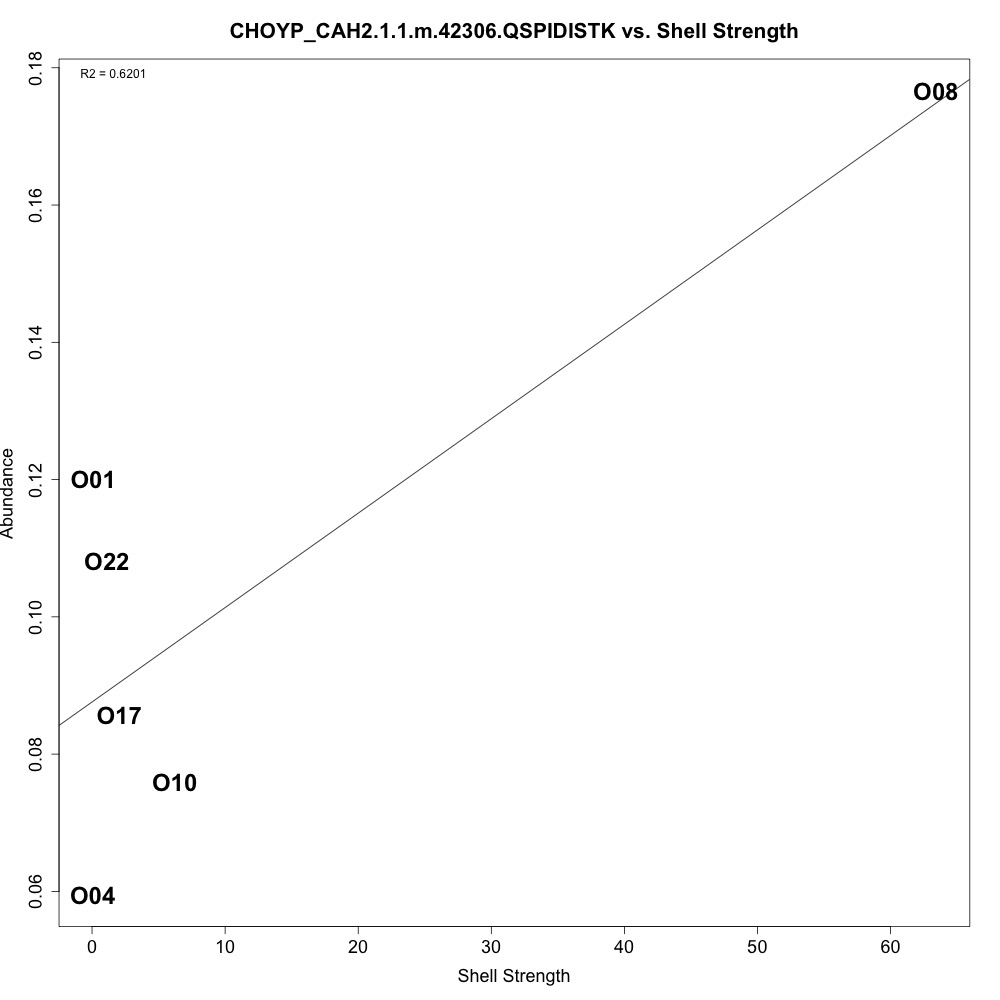 CHOYP_CAH2.1.1.m.42306.QSPIDISTK vs. Shell Strength
R2 = 0.6201
0.18
O08
0.16
0.14
Abundance
0.12
O01
O22
0.10
O17
0.08
O10
0.06
O04
0 10 20 30 40 50 60
Shell Strength